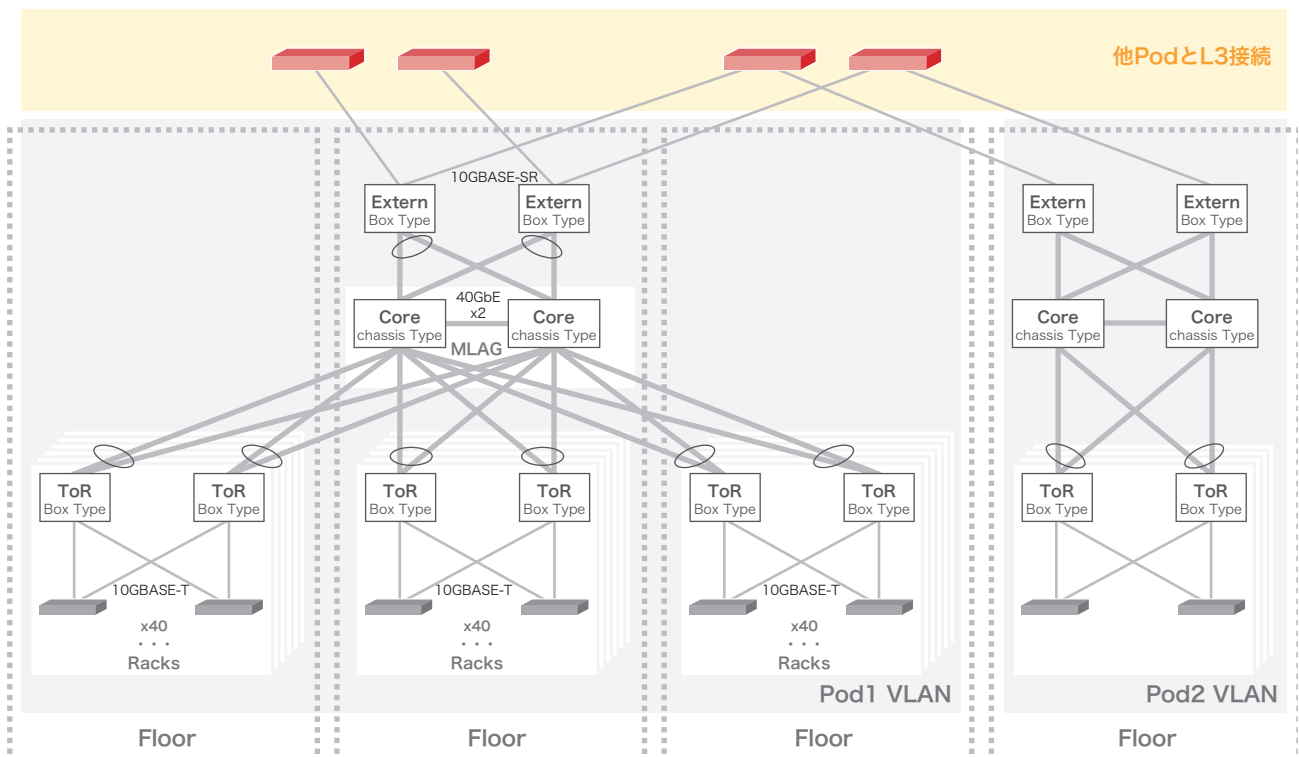 他PodとL3接続
10GBASE-SR
Extern
Box Type
Extern
Box Type
Extern
Box Type
Extern
Box Type
40GbE
x2
Core
chassis Type
Core
chassis Type
MLAG
Core
chassis Type
Core
chassis Type
ToR
Box Type
ToR
Box Type
ToR
Box Type
ToR
Box Type
ToR
Box Type
ToR
Box Type
ToR
Box Type
ToR
Box Type
10GBASE-T
10GBASE-T
10GBASE-T
x40
・・・
Racks
x40
・・・
Racks
x40
・・・
Racks
Pod1 VLAN
Pod2 VLAN
Floor
Floor
Floor
Floor